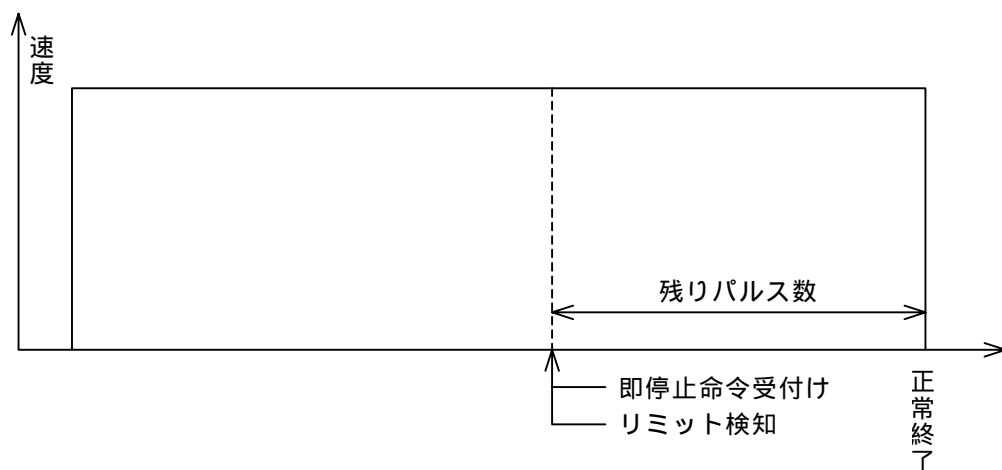 速度
残りパルス数
即停止命令受付け
リミット検知
正常終了